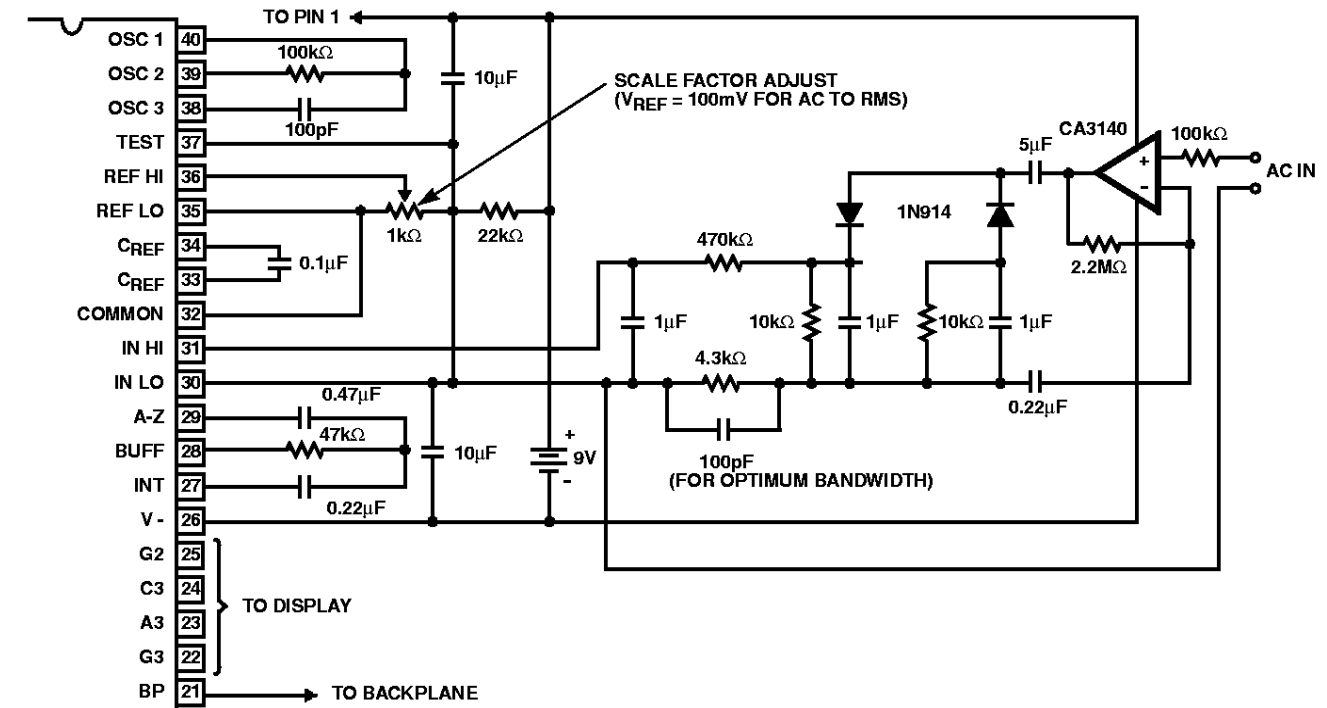 TO PIN 1
OSC 1 40
100kΩ
OSC 2 39
10µF
OSC 3 38
100pF
TEST 37
REF HI 36
REF LO 35
1kΩ
22kΩ
SCALE FACTOR ADJUST
(VREF = 100mV FOR AC TO RMS)
CREF 34
0.1µF
CREF 33
COMMON 32
IN HI 31
IN LO 30
0.47µF
A-Z 29
47kΩ
BUFF 28
INT 27
0.22µF
V - 26
10µF
+
9V
-
G2 25
C3 24
TO DISPLAY
A3 23
G3 22
BP 21
TO BACKPLANE
CA3140
100kΩ
5µF
+
-
AC IN
1N914
2.2MΩ
470kΩ
1µF
10kΩ
1µF
10kΩ
1µF
4.3kΩ
0.22µF
100pF
(FOR OPTIMUM BANDWIDTH)